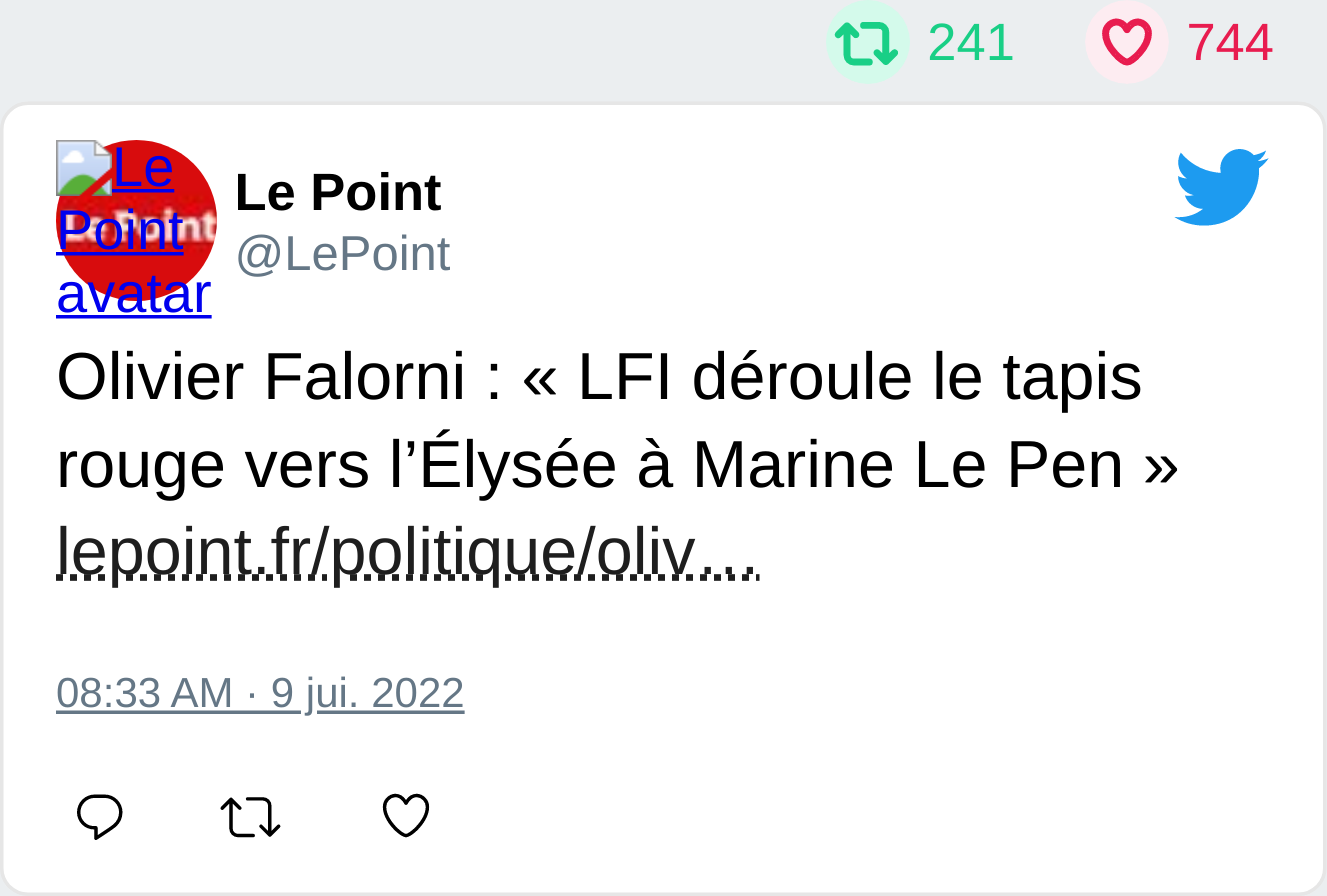 241 744
Le
Point
avatar
LePoint
Le Point
@LePoint
Olivier Falorni : « LFI déroule le tapis
rouge vers l’Élysée à Marine Le Pen »
lepoint.fr/politique/oliv…
08:33 AM · 9 jui. 2022